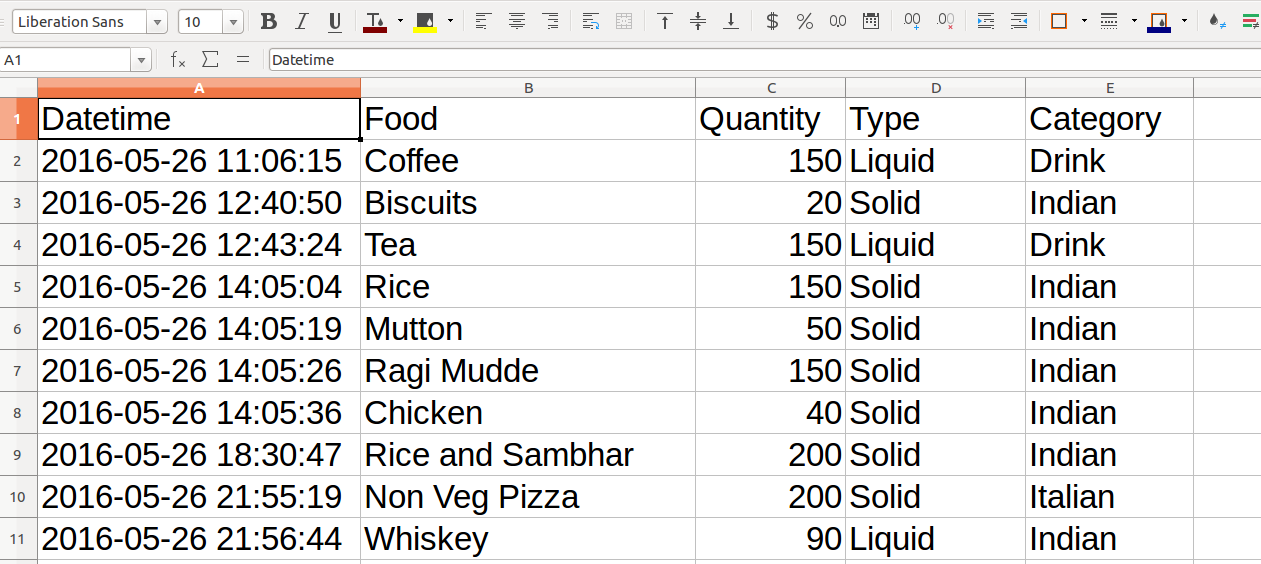 Liberation Sans 10 B I U $ % 0.0 .00 .00
A1 fx Σ = Datetime
A B C D E
1 Datetime Food Quantity Type Category
2 2016-05-26 11:06:15 Coffee 150 Liquid Drink
3 2016-05-26 12:40:50 Biscuits 20 Solid Indian
4 2016-05-26 12:43:24 Tea 150 Liquid Drink
5 2016-05-26 14:05:04 Rice 150 Solid Indian
6 2016-05-26 14:05:19 Mutton 50 Solid Indian
7 2016-05-26 14:05:26 Ragi Mudde 150 Solid Indian
8 2016-05-26 14:05:36 Chicken 40 Solid Indian
9 2016-05-26 18:30:47 Rice and Sambhar 200 Solid Indian
10 2016-05-26 21:55:19 Non Veg Pizza 200 Solid Italian
11 2016-05-26 21:56:44 Whiskey 90 Liquid Indian